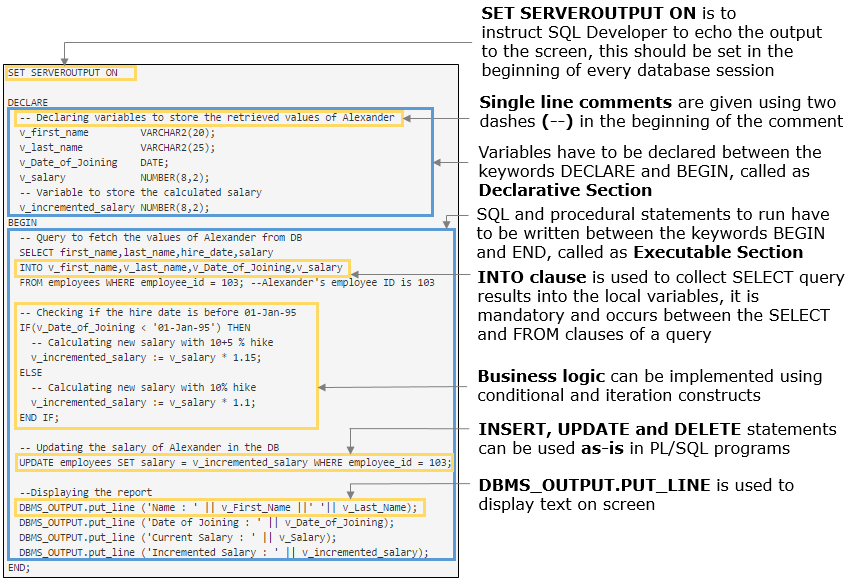 SET SERVEROUTPUT ON
DECLARE
-- Declaring variables to store the retrieved values of Alexander
v_first_name VARCHAR2(20);
v_last_name VARCHAR2(25);
v_Date_of_Joining DATE;
v_salary NUMBER(8,2);
-- Variable to store the calculated salary
v_incremented_salary NUMBER(8,2);
BEGIN
-- Query to fetch the values of Alexander from DB
SELECT first_name,last_name,hire_date,salary
INTO v_first_name,v_last_name,v_Date_of_Joining,v_salary
FROM employees WHERE employee_id = 103; --Alexander's employee ID is 103
-- Checking if the hire date is before 01-Jan-95
IF(v_Date_of_Joining < '01-Jan-95') THEN
-- Calculating new salary with 10+5 % hike
v_incremented_salary := v_salary * 1.15;
ELSE
-- Calculating new salary with 10% hike
v_incremented_salary := v_salary * 1.1;
END IF;
-- Updating the salary of Alexander in the DB
UPDATE employees SET salary = v_incremented_salary WHERE employee_id = 103;
--Displaying the report
DBMS_OUTPUT.put_line ('Name : ' || v_First_Name ||' '|| v_Last_Name);
DBMS_OUTPUT.put_line ('Date of Joining : ' || v_Date_of_Joining);
DBMS_OUTPUT.put_line ('Current Salary : ' || v_Salary);
DBMS_OUTPUT.put_line ('Incremented Salary : ' || v_incremented_salary);
END;
SET SERVEROUTPUT ON is to
instruct SQL Developer to echo the output
to the screen, this should be set in the
beginning of every database session
Single line comments are given using two
dashes (--) in the beginning of the comment
Variables have to be declared between the
keywords DECLARE and BEGIN, called as
Declarative Section
SQL and procedural statements to run have
to be written between the keywords BEGIN
and END, called as Executable Section
INTO clause is used to collect SELECT query
results into the local variables, it is
mandatory and occurs between the SELECT
and FROM clauses of a query
Business logic can be implemented using
conditional and iteration constructs
INSERT, UPDATE and DELETE statements
can be used as-is in PL/SQL programs
DBMS_OUTPUT.PUT_LINE is used to
display text on screen